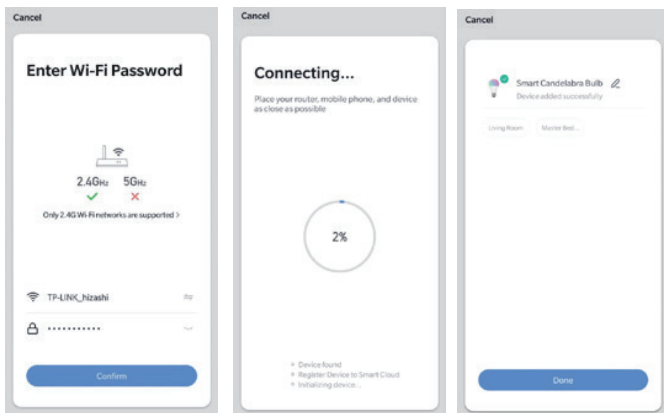 Cancel
Enter Wi-Fi Password
2.4GHz 5GHz
Only 2.4G Wi-Fi networks are supported >
TP-LINK_hizashi
Confirm
Cancel
Connecting...
Place your router, mobile phone, and device
as close as possible
2%
Device found
Register Device to Smart Cloud
Initializing device...
Cancel
Smart Candelabra Bulb
Device added successfully
Living Room Master Bed...
Done